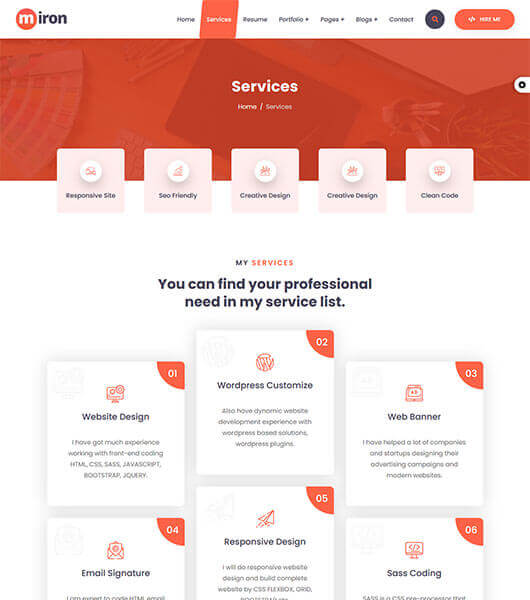 miron
Home Services Resume Portfolio + Pages + Blogs + Contact HIRE ME
Services
Home / Services
Responsive Site
Seo Friendly
Creative Design
Creative Design
Clean Code
MY SERVICES
You can find your professional
need in my service list.
01
Website Design
I have got much experience
working with front-end coding
HTML, CSS, SASS, JAVASCRIPT,
BOOTSTRAP, JQUERY.
02
Wordpress Customize
Also have dynamic website
development experience with
wordpress based solutions,
wordpress plugins.
03
Web Banner
I have helped a lot of companies
and startups designing their
advertising campaigns and
modern websites.
04
Email Signature
I am expert to code HTML email
05
Responsive Design
I will do responsive website
design and build complete
website by CSS FLEXBOX, GRID,
06
Sass Coding
SASS is a CSS pre-processor that